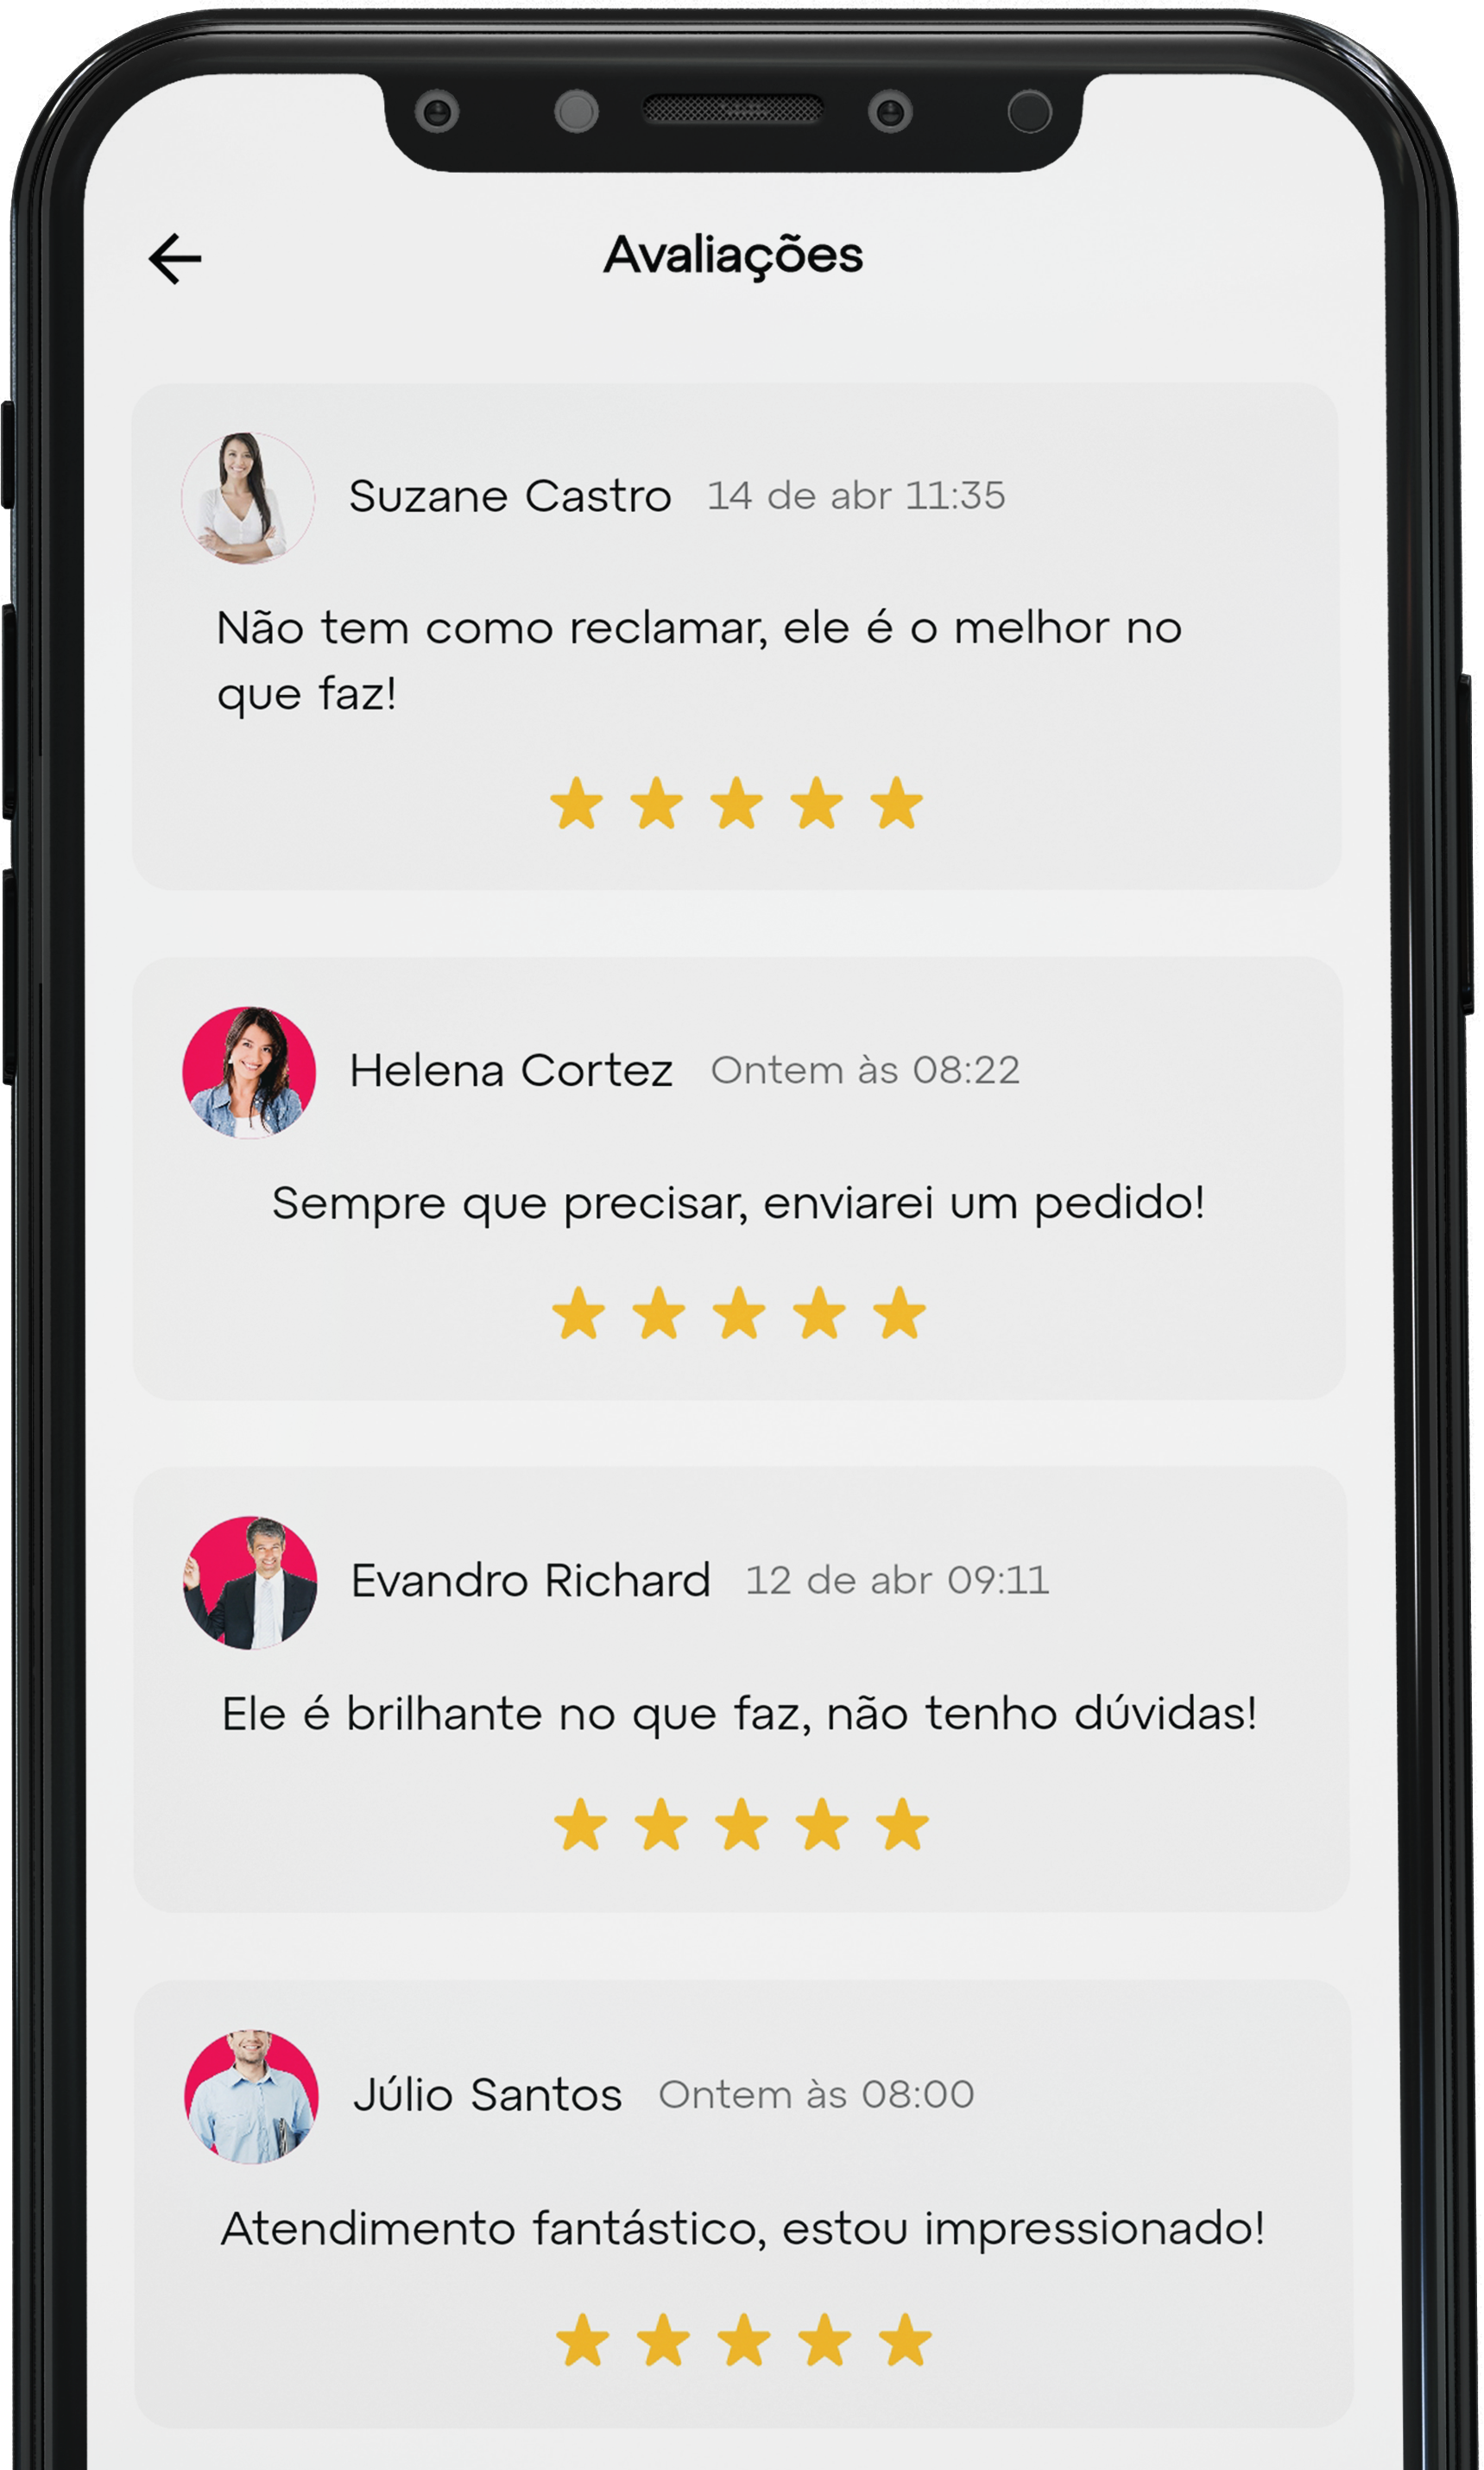 Avaliações
Suzane Castro 14 de abr 11:35
Não tem como reclamar, ele é o melhor no
que faz!
Helena Cortez Ontem às 08:22
Sempre que precisar, enviarei um pedido!
Evandro Richard 12 de abr 09:11
Ele é brilhante no que faz, não tenho dúvidas!
Júlio Santos Ontem às 08:00
Atendimento fantástico, estou impressionado!